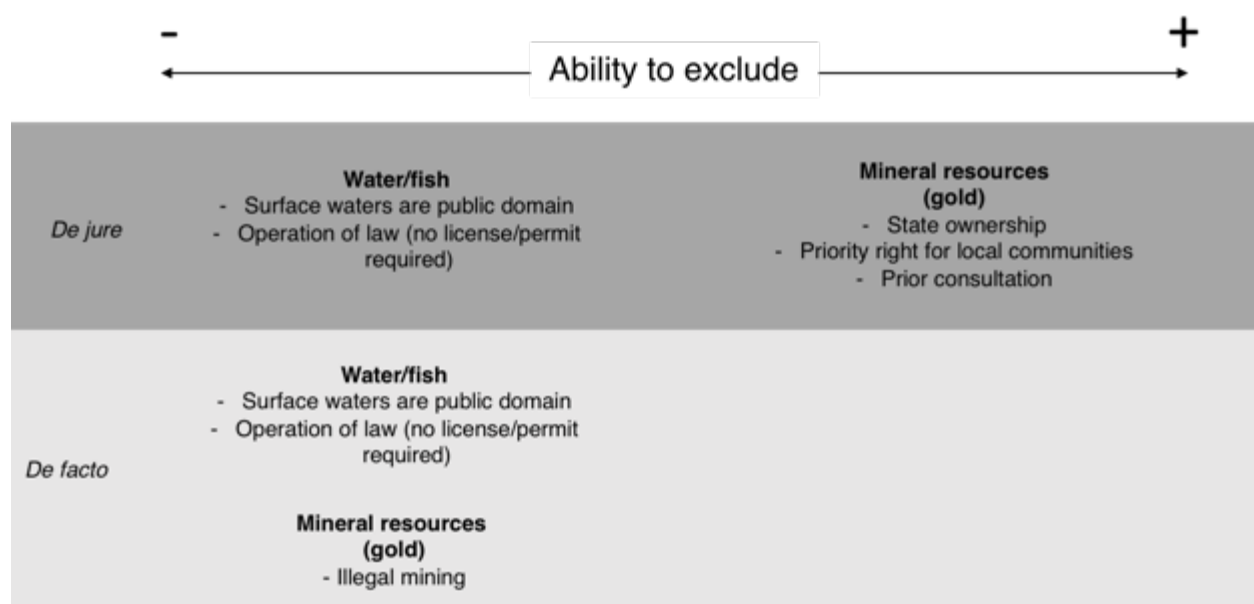 - +
Ability to exclude
De jure
Water/fish
- Surface waters are public domain
- Operation of law (no license/permit
required)
Mineral resources
(gold)
- State ownership
- Priority right for local communities
- Prior consultation
De facto
Water/fish
- Surface waters are public domain
- Operation of law (no license/permit
required)
Mineral resources
(gold)
- Illegal mining